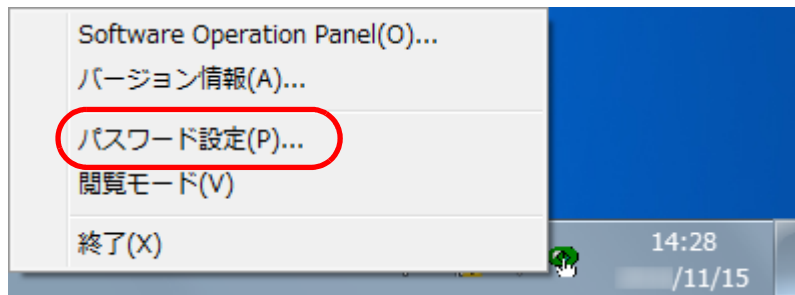 Software Operation Panel(O)...
バージョン情報(A)...
パスワード設定(P)...
閲覧モード(V)
終了(X)
14:28
/11/15